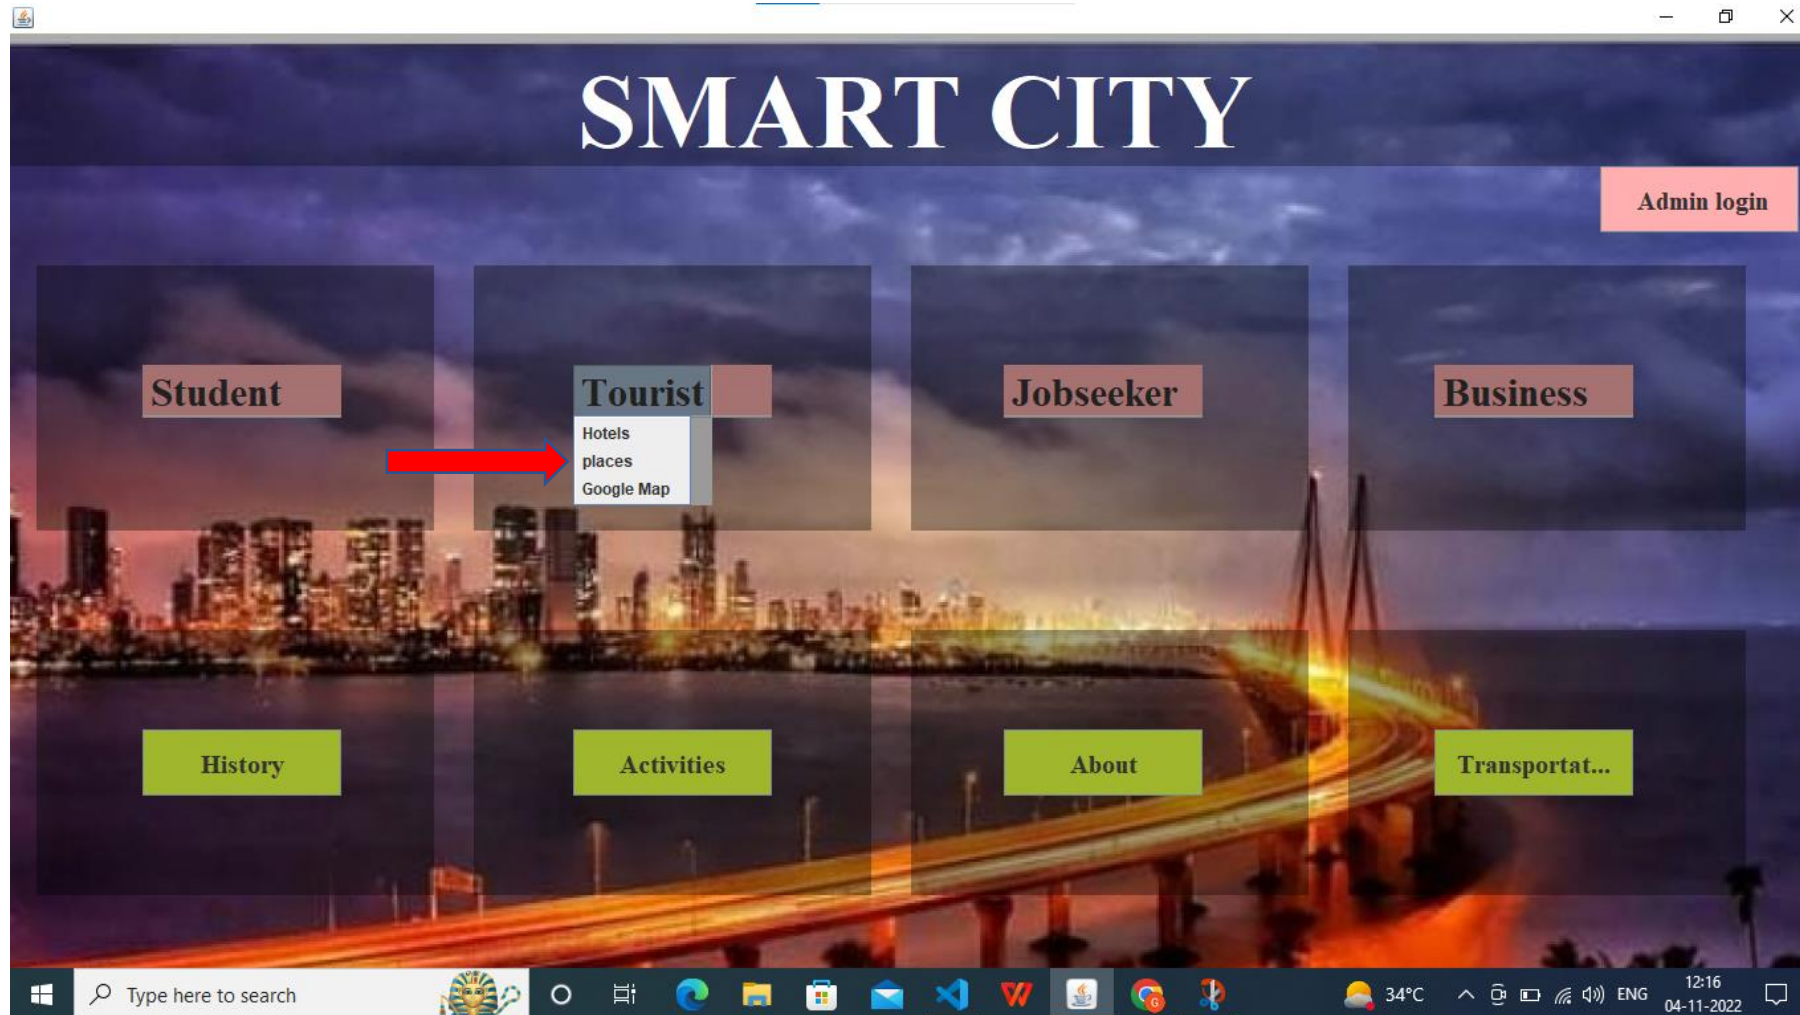 SMART CITY
Admin login
Student
Tourist
Jobseeker
Business
Hotels
places
Google Map
History
Activities
About
Transportat...
Type here to search
34°C
ENG
12:16
04-11-2022